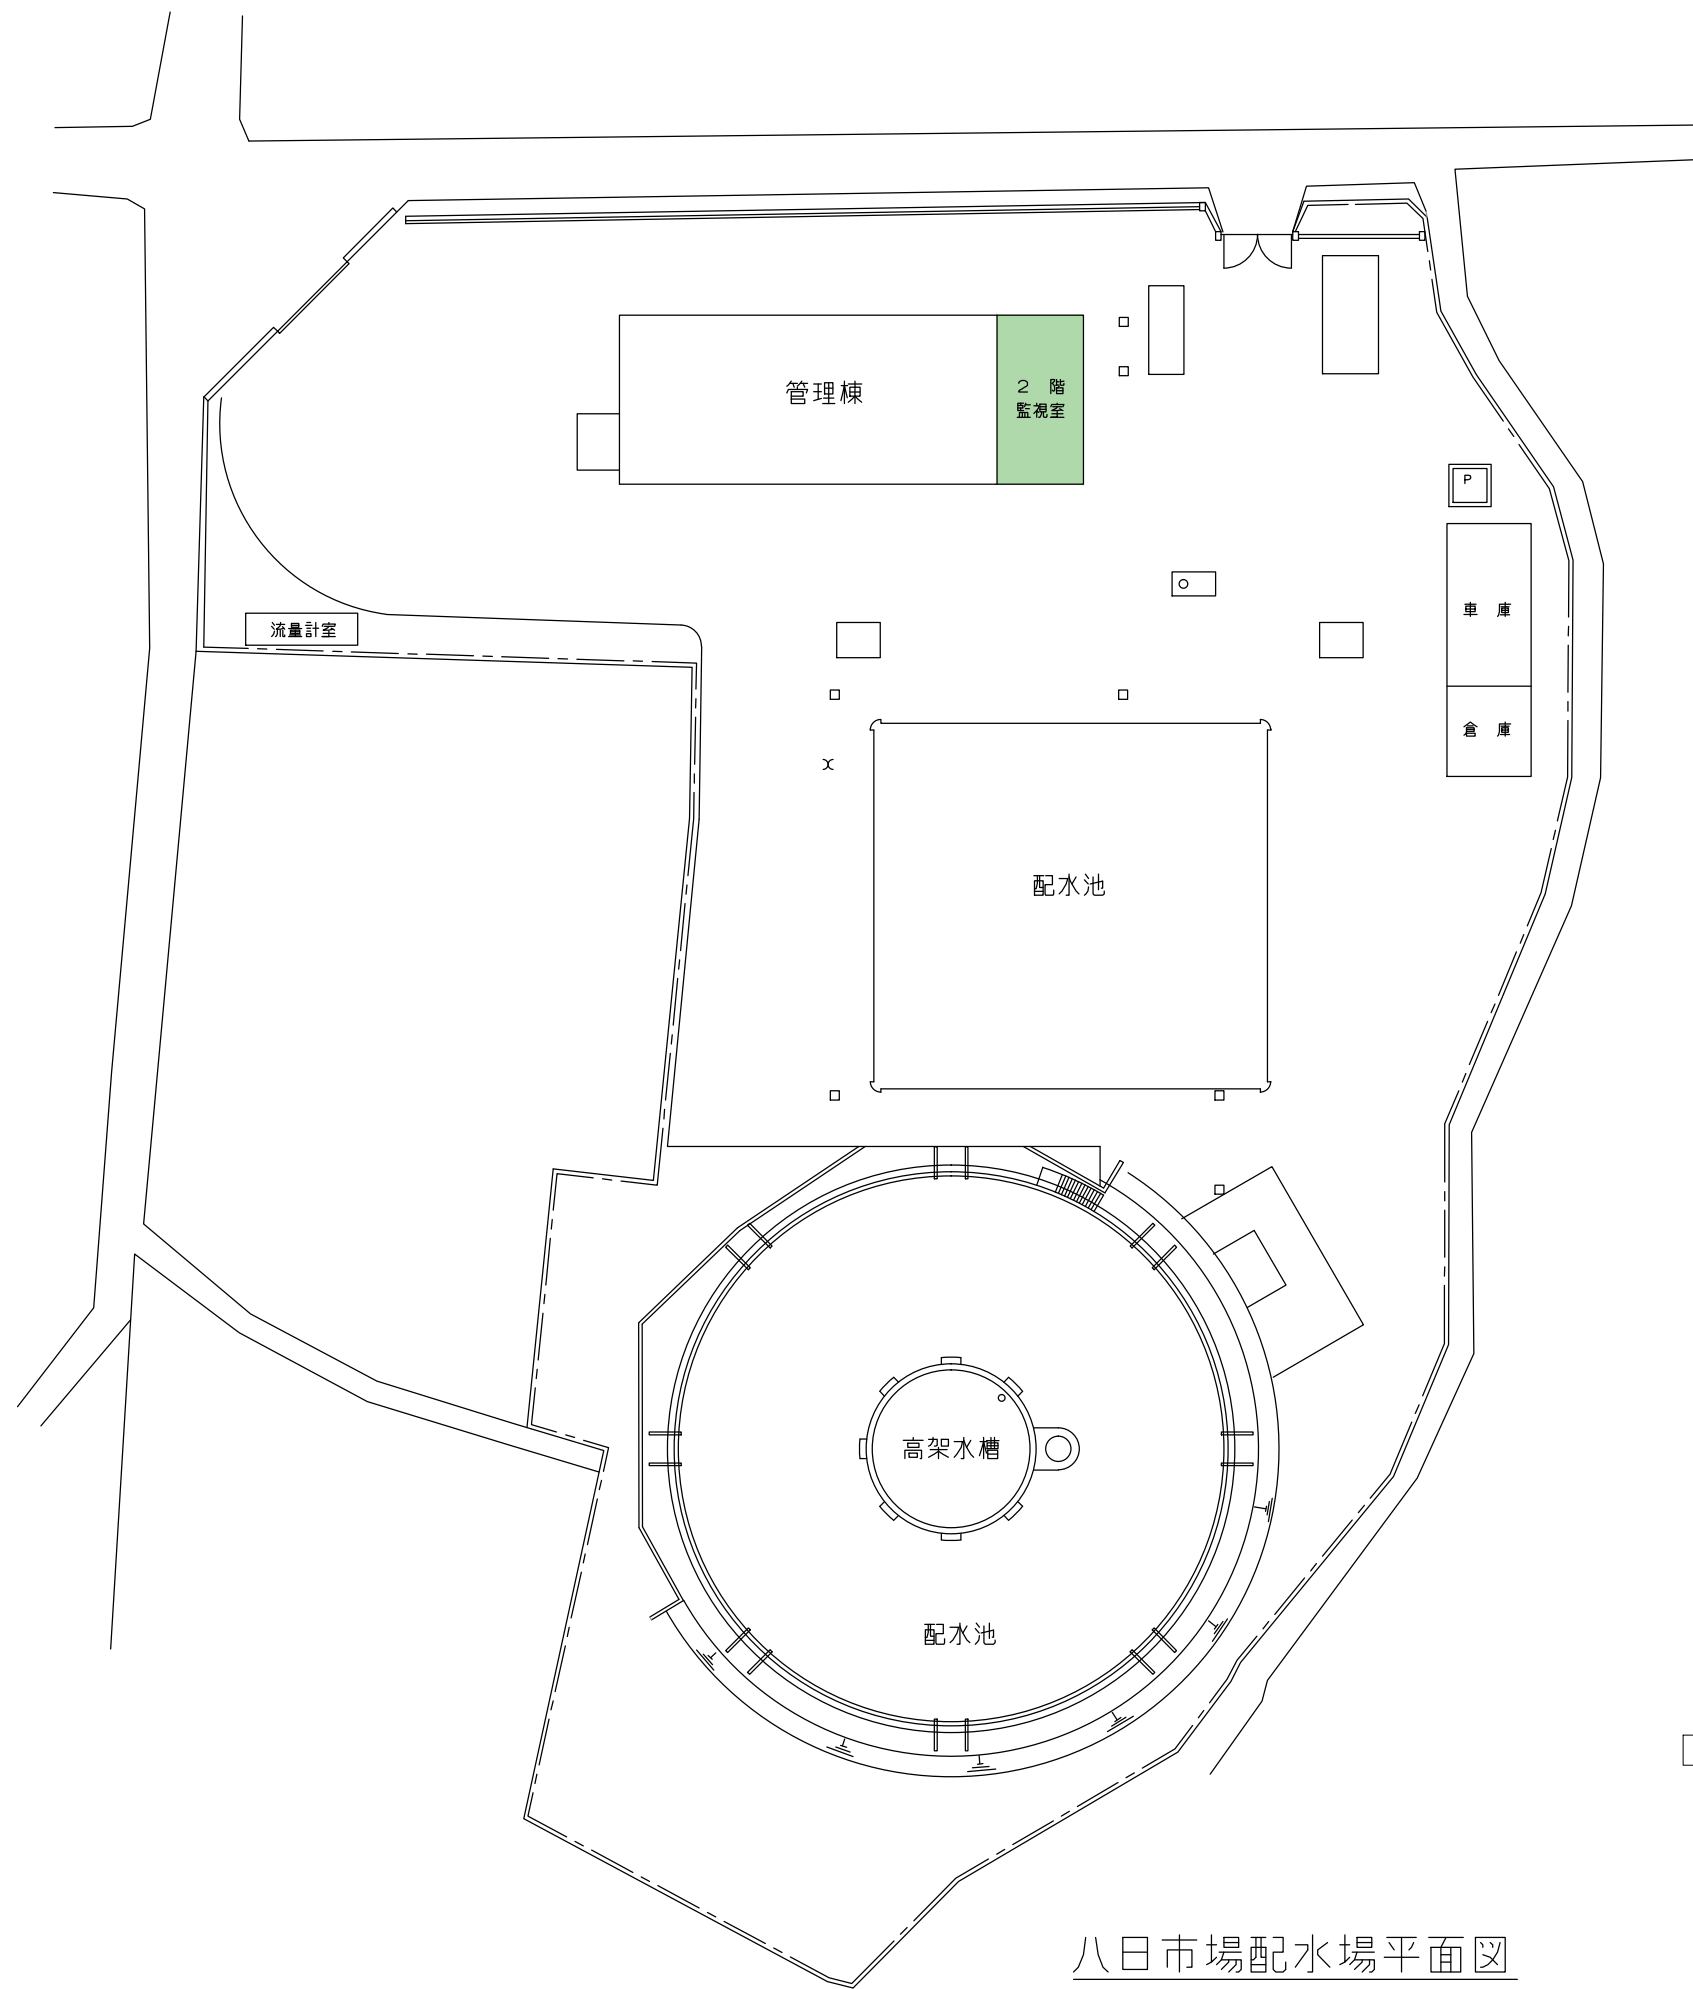 管理棟
２ 階
監視室
P
車 庫
流量計室
倉 庫
配水池
高架水槽
配水池
八日市場配水場平面図